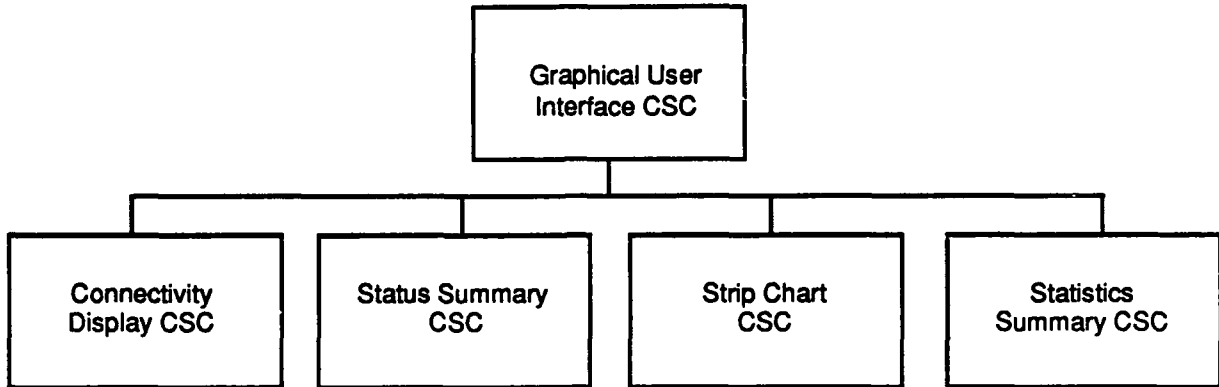 Graphical User
Interface CSC
Connectivity
Display CSC
Status Summary
CSC
Strip Chart
CSC
Statistics
Summary CSC